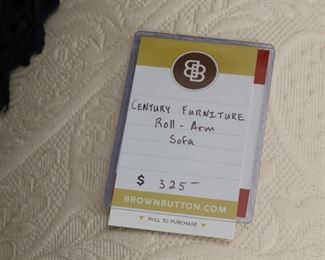 BB
CENTURY FURNITURE
Roll-Arm
Sofa
$ 325-
BROWNBUTTON.COM
PULL TO PURCHASE